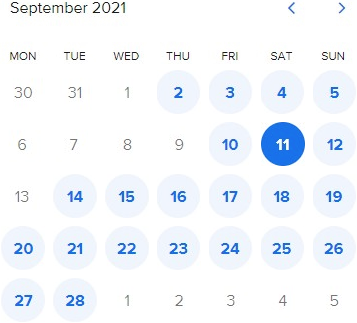 September 2021
MON TUE WED THU FRI SAT SUN
30 31 1 2 3 4 5
6 7 8 9 10 11 12
13 14 15 16 17 18 19
20 21 22 23 24 25 26
27 28 1 2 3 4 5